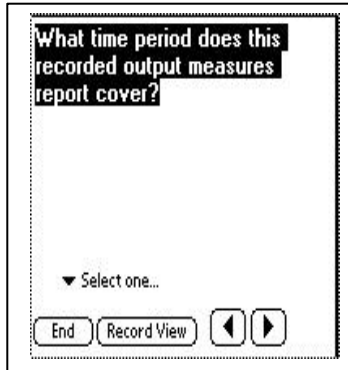 What time period does this
recorded output measures
report cover?
Select one...
End Record View